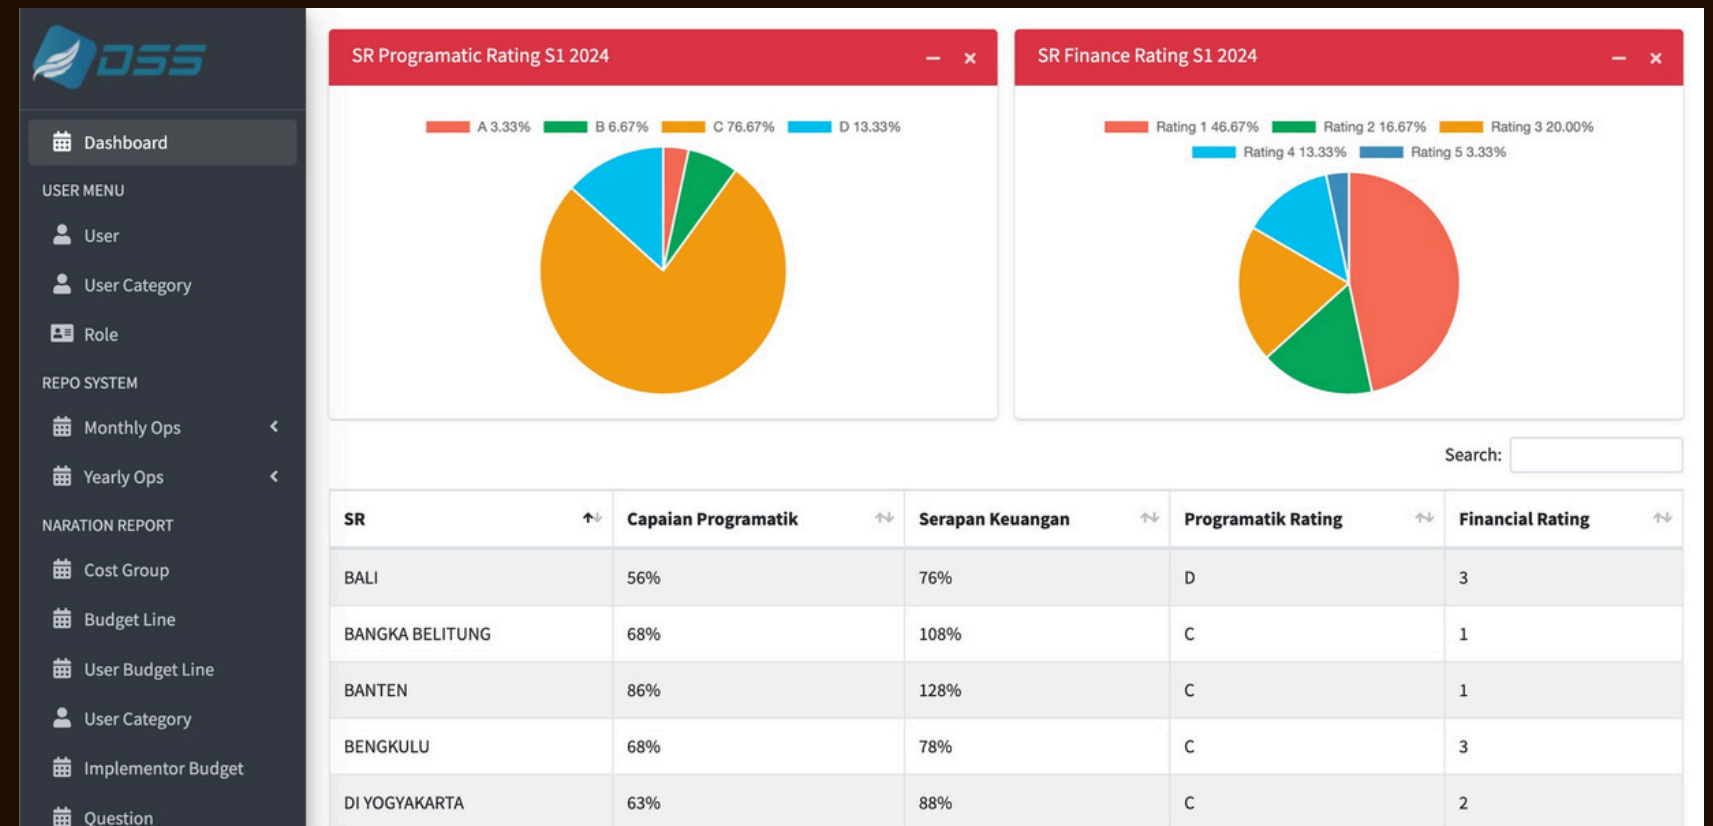 DSS
Dashboard
USER MENU
User
User Category
Role
REPO SYSTEM
Monthly Ops
Yearly Ops
NARATION REPORT
Cost Group
Budget Line
User Budget Line
User Category
Implementor Budget
Question
SR Programatic Rating S1 2024
A 3.33% B 6.67% C 76.67% D 13.33%
SR Finance Rating S1 2024
Rating 1 46.67% Rating 2 16.67% Rating 3 20.00%
Rating 4 13.33% Rating 5 3.33%
Search:
SR Capaian Programatik Serapan Keuangan Programatik Rating Financial Rating
BALI 56% 76% D 3
BANGKA BELITUNG 68% 108% C 1
BANTEN 86% 128% C 1
BENGKULU 68% 78% C 3
DI YOGYAKARTA 63% 88% C 2